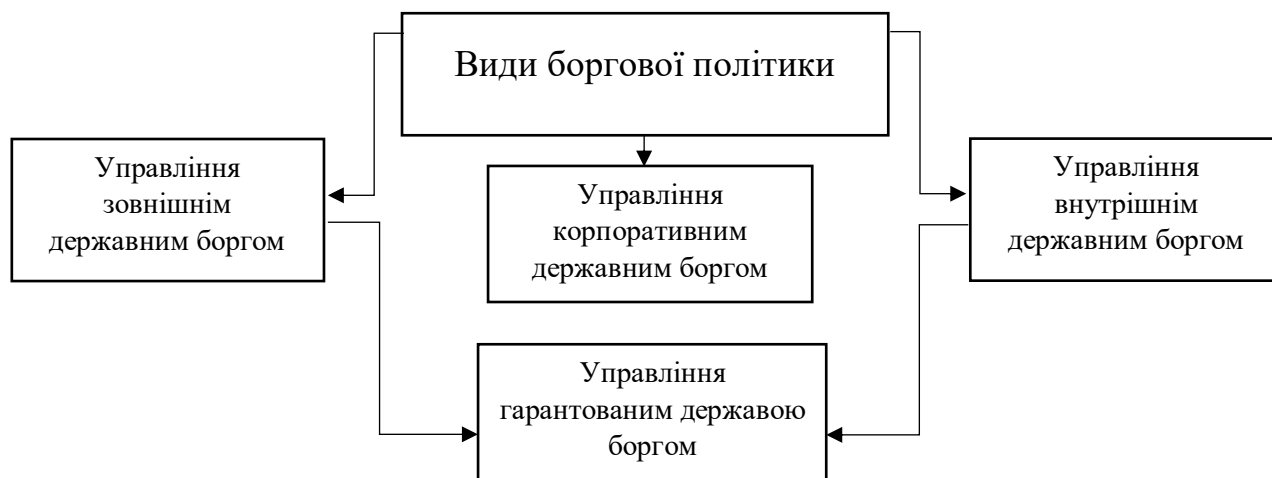 Види боргової політики
Управління
зовнішнім
державним боргом
Управління
корпоративним
державним боргом
Управління
внутрішнім
державним боргом
Управління
гарантованим державою
боргом